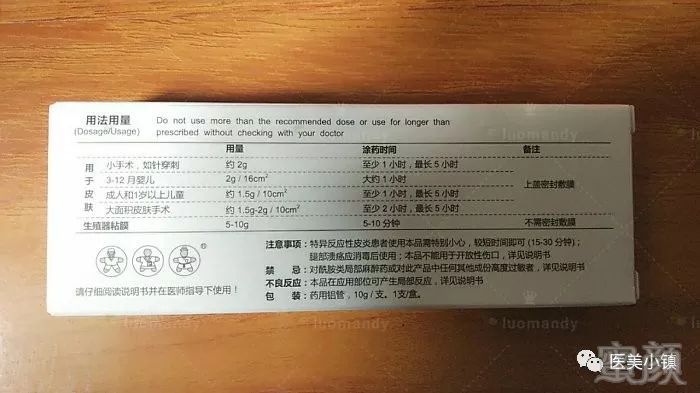 用法用量 Do not use more than the recommended dose or use for longer than
(Dosage/Usage) prescribed without checking with your doctor
用量 涂药时间 备注
用于皮肤
小手术，如针穿刺 约 2g 至少 1 小时，最长 5 小时
3-12 月婴儿 2g / 16cm² 大约 1 小时
上盖密封敷膜
成人和1岁以上儿童 约 1.5g / 10cm² 至少 1 小时，最长 5 小时
大面积皮肤手术 约 1.5g-2g / 10cm² 至少 2 小时，最长 5 小时
生殖器粘膜 5-10g 5-10 分钟 不需密封敷膜
注意事项：特异反应性皮炎患者使用本品需特别小心，较短时间即可 (15-30 分钟)；
腿部溃疡应消毒后使用；本品不能用于开放性伤口，详见说明书
禁 忌：对酰胺类局部麻醉药或对此产品中任何其他成份高度过敏者，详见说明书
不良反应：本品在应用部位可产生局部反应，详见说明书
请仔细阅读说明书并在医师指导下使用！
包 装：药用铝管，10g / 支。1支/盒。
luomandy
luomandy
luomandy
医美小镇
蜜颜